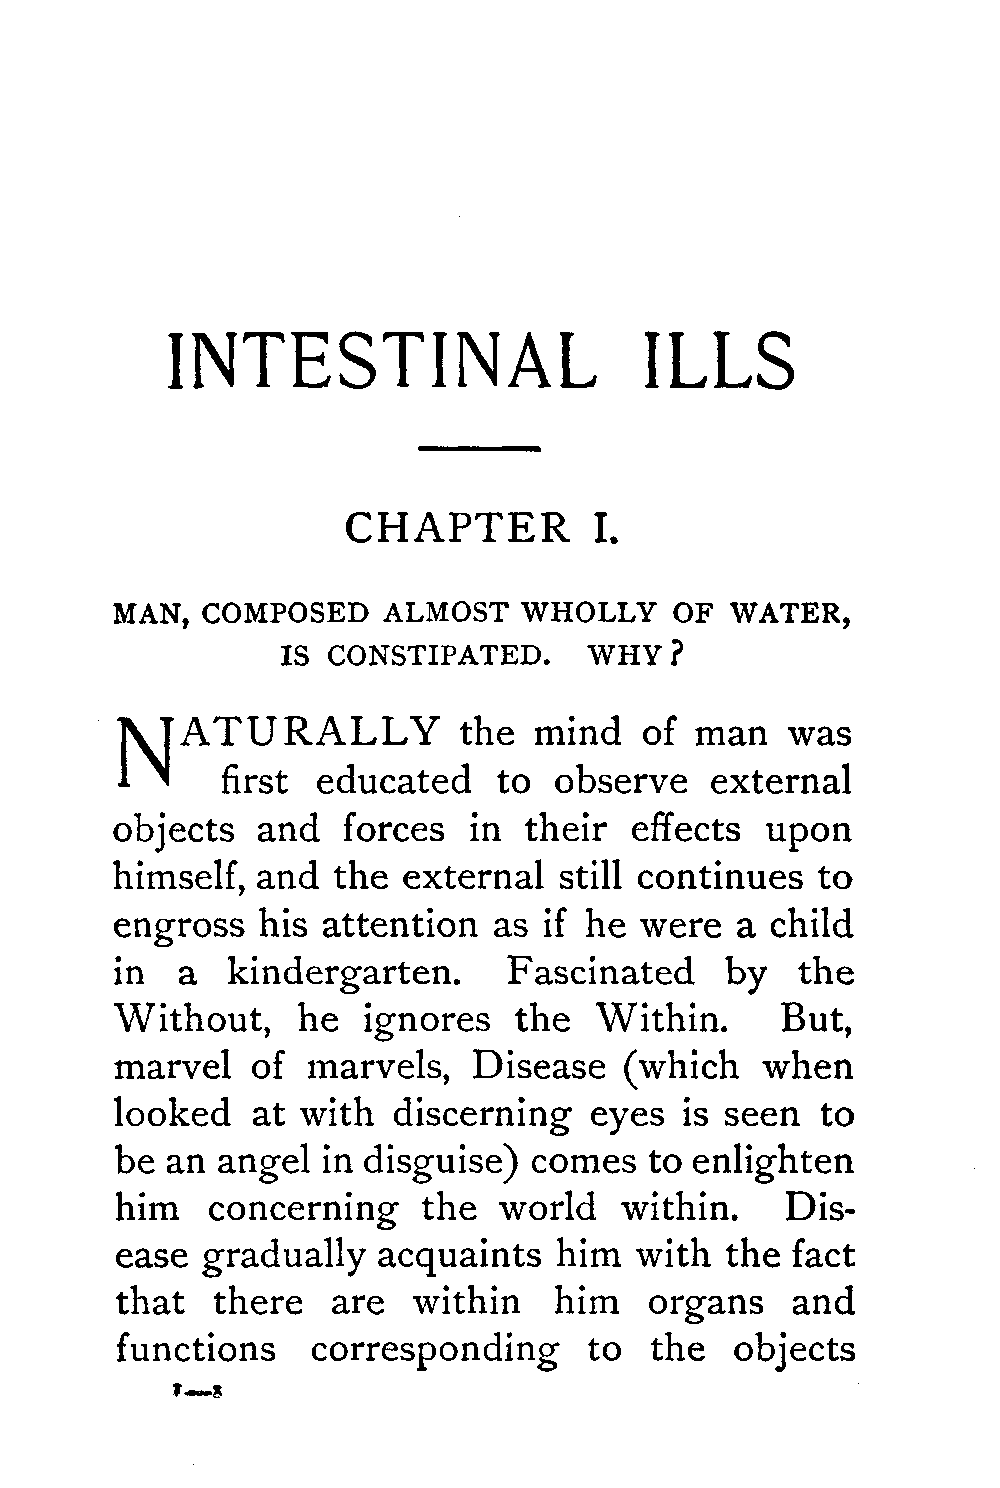 INTESTINAL ILLS
CHAPTER I.
MAN, COMPOSED ALMOST WHOLLY OF WATER,
IS CONSTIPATED. WHY?
NATURALLY the mind of man was
first educated to observe external
objects and forces in their effects upon
himself, and the external still continues to
engross his attention as if he were a child
in a kindergarten. Fascinated by the
Without, he ignores the Within. But,
marvel of marvels, Disease (which when
looked at with discerning eyes is seen to
be an angel in disguise) comes to enlighten
him concerning the world within. Dis-
ease gradually acquaints him with the fact
that there are within him organs and
functions corresponding to the objects